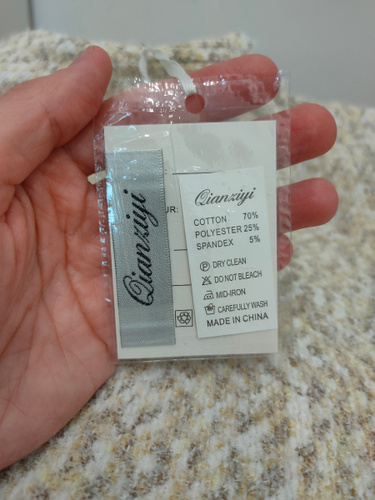 Qianziyi
UR:
Qianziyi
COTTON 70%
POLYESTER 25%
SPANDEX 5%
P DRY CLEAN
DO NOT BLEACH
MID-IRON
CAREFULLY WASH
MADE IN CHINA